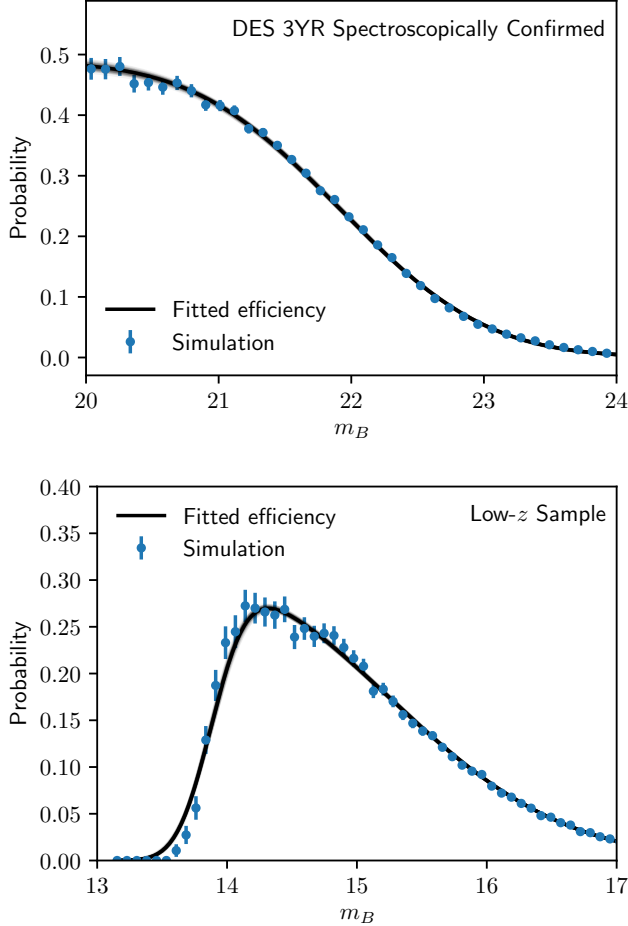 DES 3YR Spectroscopically Confirmed
0.5
0.4
0.3
0.2
0.1
0.0
Probability
Fitted efficiency
Simulation
20 21 22 23 24
m_B
0.40
0.35
0.30
0.25
0.20
0.15
0.10
0.05
0.00
Probability
Fitted efficiency
Simulation
Low-z Sample
13 14 15 16 17
m_B